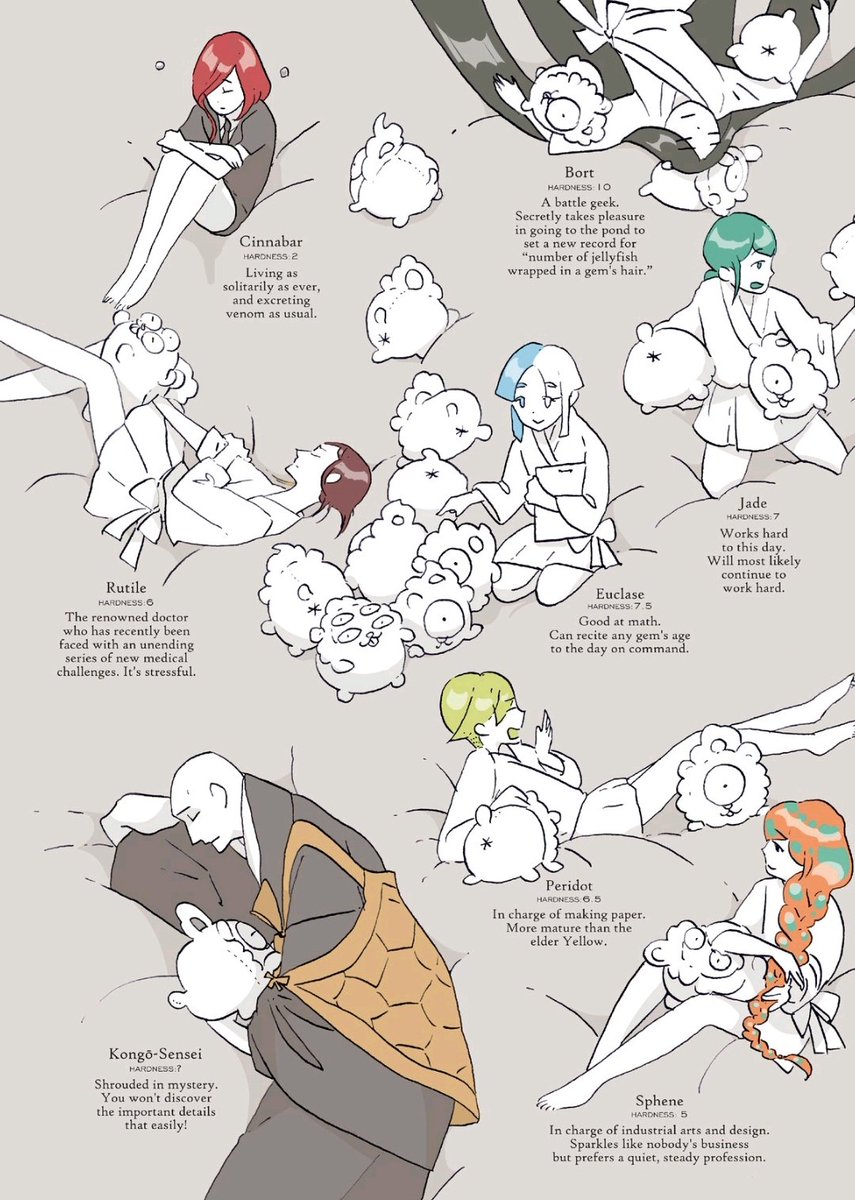 Cinnabar
HARDNESS: 2
Living as
solitarily as ever,
and excreting
venom as usual.
Bort
HARDNESS: 10
A battle geek.
Secretly takes pleasure
in going to the pond to
set a new record for
“number of jellyfish
wrapped in a gem's hair.”
Jade
HARDNESS: 7
Works hard
to this day.
Will most likely
continue to
work hard.
Rutile
HARDNESS: 6
The renowned doctor
who has recently been
faced with an unending
series of new medical
challenges. It's stressful.
Euclase
HARDNESS: 7.5
Good at math.
Can recite any gem's age
to the day on command.
Peridot
HARDNESS: 6.5
In charge of making paper.
More mature than the
elder Yellow.
Kongō-Sensei
HARDNESS: ?
Shrouded in mystery.
You won't discover
the important details
that easily!
Sphene
HARDNESS: 5
In charge of industrial arts and design.
Sparkles like nobody's business
but prefers a quiet, steady profession.